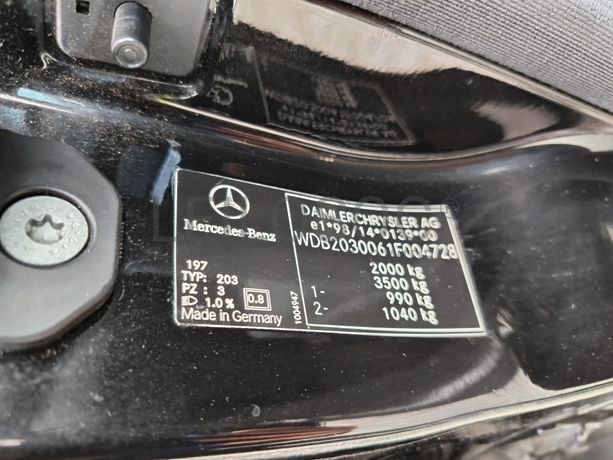 Mercedes-Benz
197
TYP: 203
PZ : 3
1.0% 0.8
Made in Germany
1004947
DAIMLERCHRYSLER AG
e1*98/14*0139*00
WDB2030061F004728
2000 kg
1- 3500 kg
2- 990 kg
1040 kg